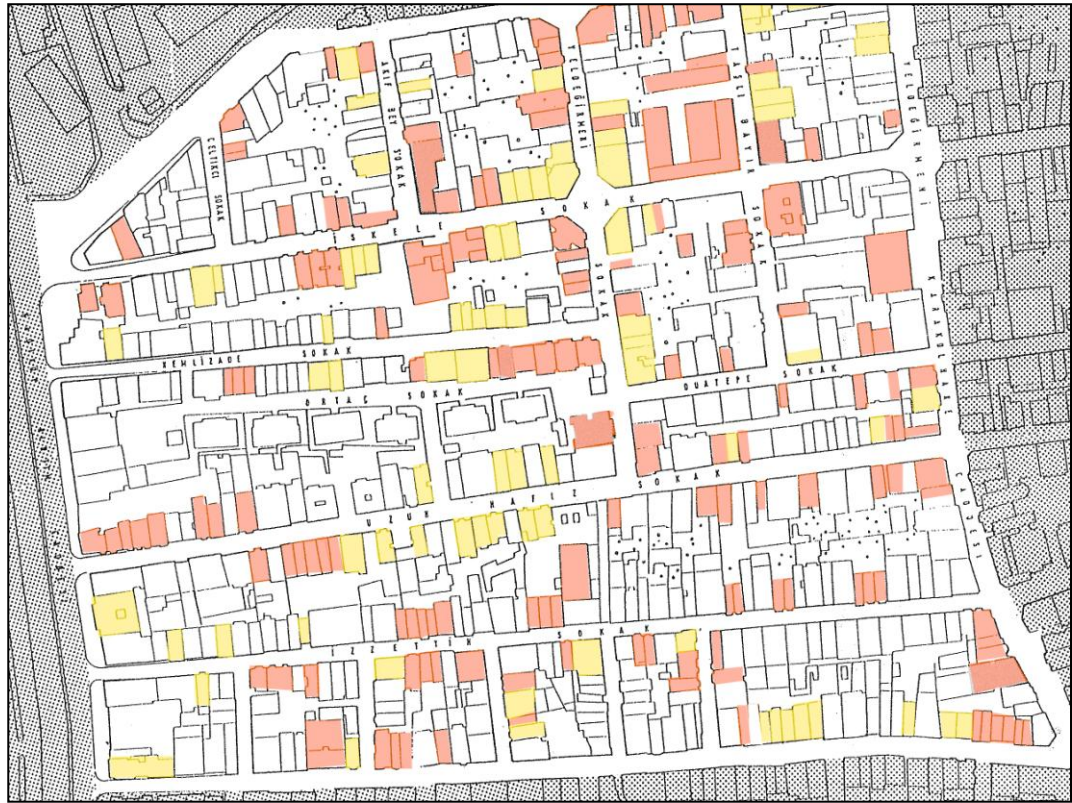 ÇELTİKÇİ SOKAK
AKİF BEY SOKAK
YELDEĞİRMENİ
SOKAK
TAŞLI BAYIR
SOKAK
YELDEĞİRMENİ KARAKOLHANE
CADDESİ
İSKELE SOKAK
KEMLİZADE SOKAK
ORTAÇ SOKAK
DUATEPE SOKAK
UZUN HAFIZ SOKAK
İZZETTİN SOKAK